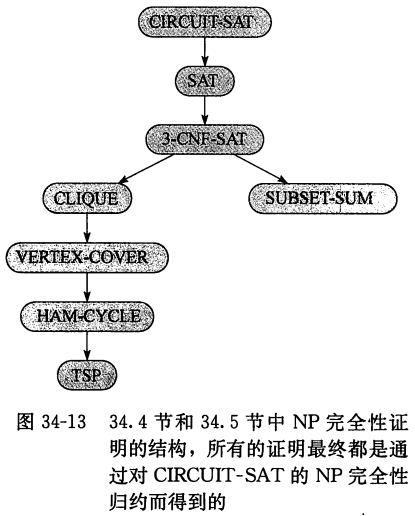 CIRCUIT-SAT
SAT
3-CNF-SAT
CLIQUE
SUBSET-SUM
VERTEX-COVER
HAM-CYCLE
TSP
图 34-13 34.4 节和 34.5 节中 NP 完全性证
明的结构，所有的证明最终都是通
过对 CIRCUIT-SAT 的 NP 完全性
归约而得到的